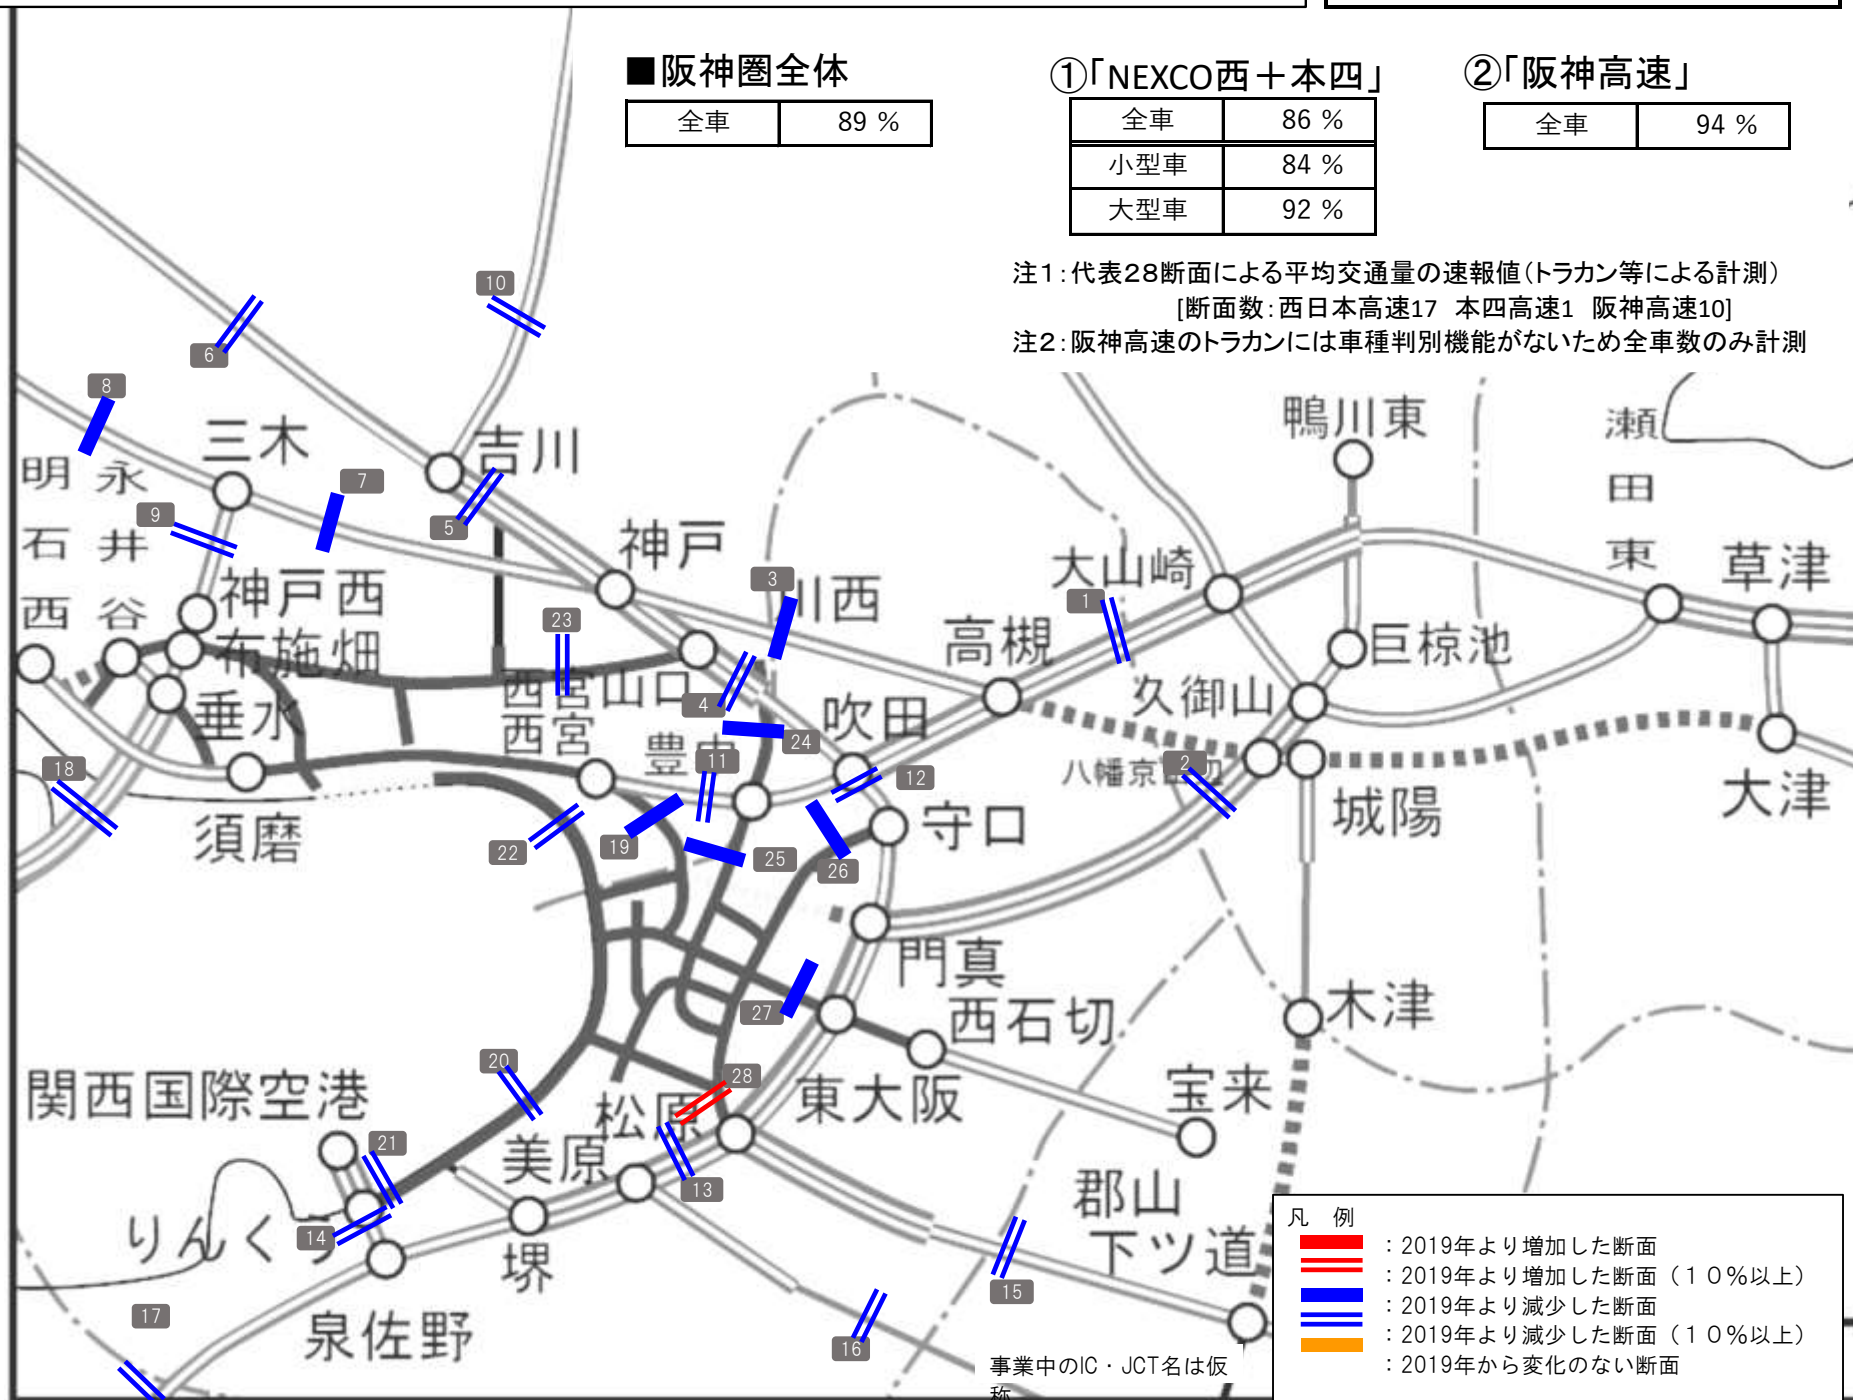 ■阪神圏全体
全車 89 %
①「NEXCO西＋本四」
全車 86 %
小型車 84 %
大型車 92 %
②「阪神高速」
全車 94 %
注１：代表２８断面による平均交通量の速報値（トラカン等による計測）
[断面数：西日本高速17 本四高速1 阪神高速10]
注２：阪神高速のトラカンには車種判別機能がないため全車数のみ計測
10
6
8
三木
吉川
鴨川東
瀬田東
明石西
永井谷
7
9
5
神戸
大山崎
草津
3
川西
1
神戸西
布施畑
23
高槻
巨椋池
西宮山口
4
久御山
垂水
西宮
吹田
24
豊中
11
12
八幡京田辺
2
大津
18
須磨
22
19
25
26
守口
城陽
門真
27
西石切
木津
20
28
関西国際空港
松原
東大阪
宝来
21
美原
13
郡山
下ツ道
りんくう
14
堺
15
17
泉佐野
16
事業中のIC・JCT名は仮
称
凡 例
：2019年より増加した断面
：2019年より増加した断面（１０％以上）
：2019年より減少した断面
：2019年より減少した断面（１０％以上）
：2019年から変化のない断面